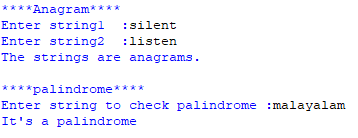 ****Anagram****
Enter string1  :silent
Enter string2  :listen
The strings are anagrams.
****palindrome****
Enter string to check palindrome :malayalam
It's a palindrome